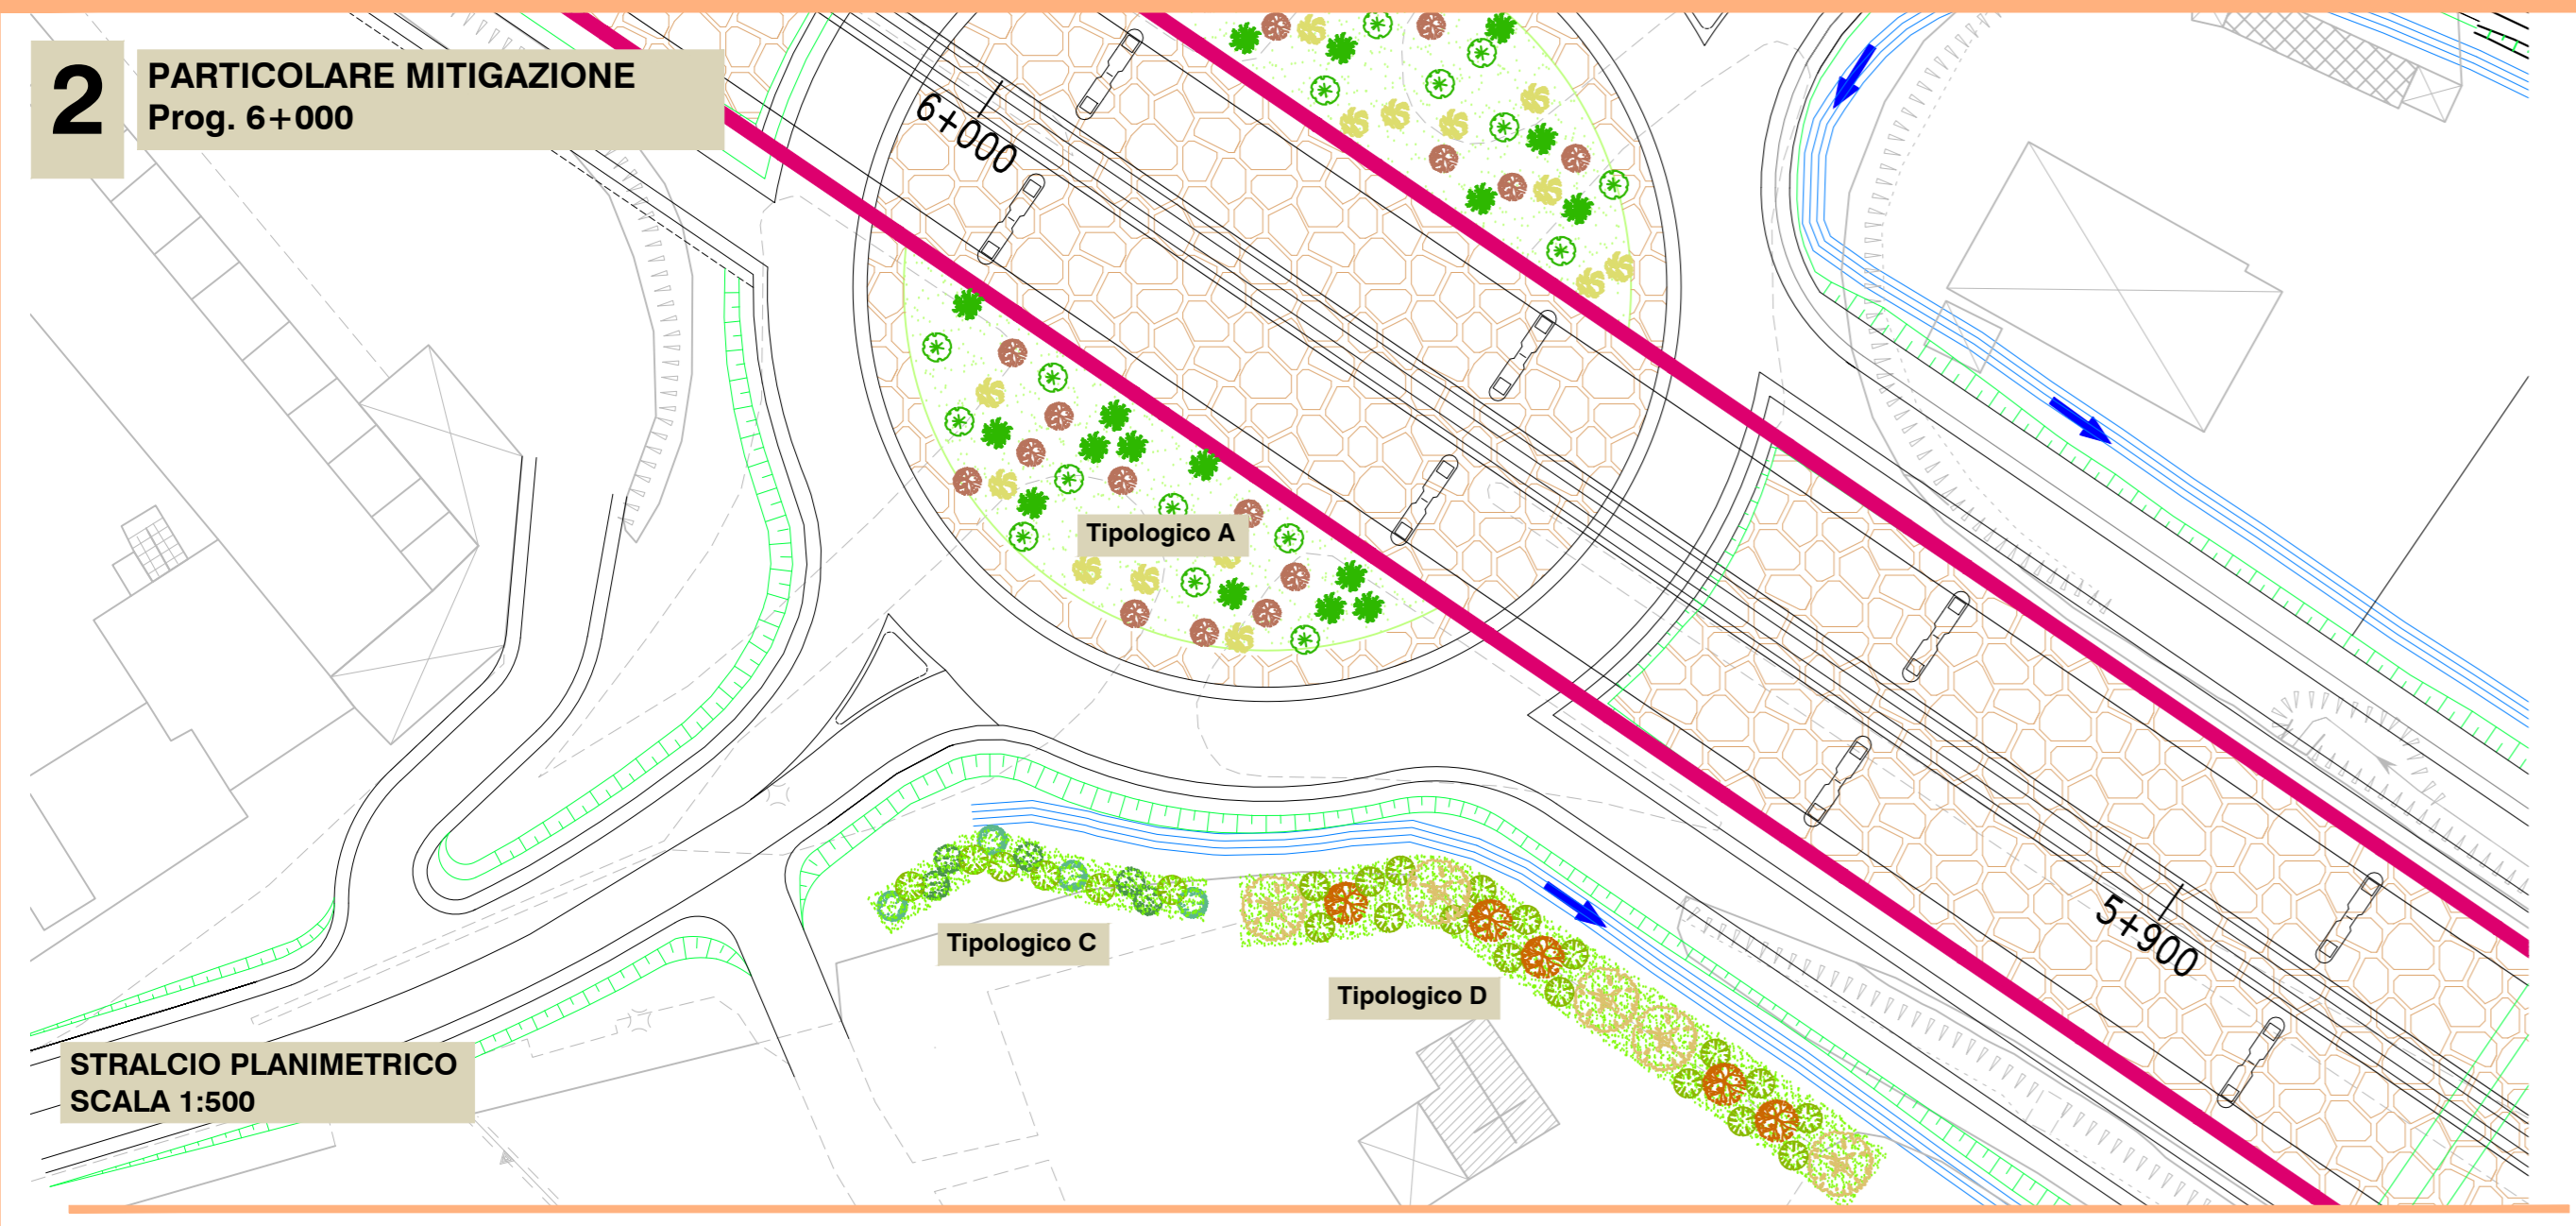 2
PARTICOLARE MITIGAZIONE
Prog. 6+000
6+000
Tipologico A
5+900
Tipologico C
Tipologico D
STRALCIO PLANIMETRICO
SCALA 1:500